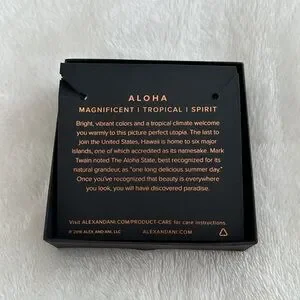 ALOHA
MAGNIFICENT | TROPICAL | SPIRIT
Bright, vibrant colors and a tropical climate welcome
you warmly to this picture perfect utopia. The last to
join the United States, Hawaii is home to six major
islands, one of which accredited as its namesake. Mark
Twain noted The Aloha State, best recognized for its
natural grandeur, as "one long delicious summer day."
Once you've recognized that beauty is everywhere
you look, you will have discovered paradise.
Visit ALEXANDANI.COM/PRODUCT-CARE for care instructions.
© 2016 ALEX AND ANI, LLC
ALEXANDANI.COM